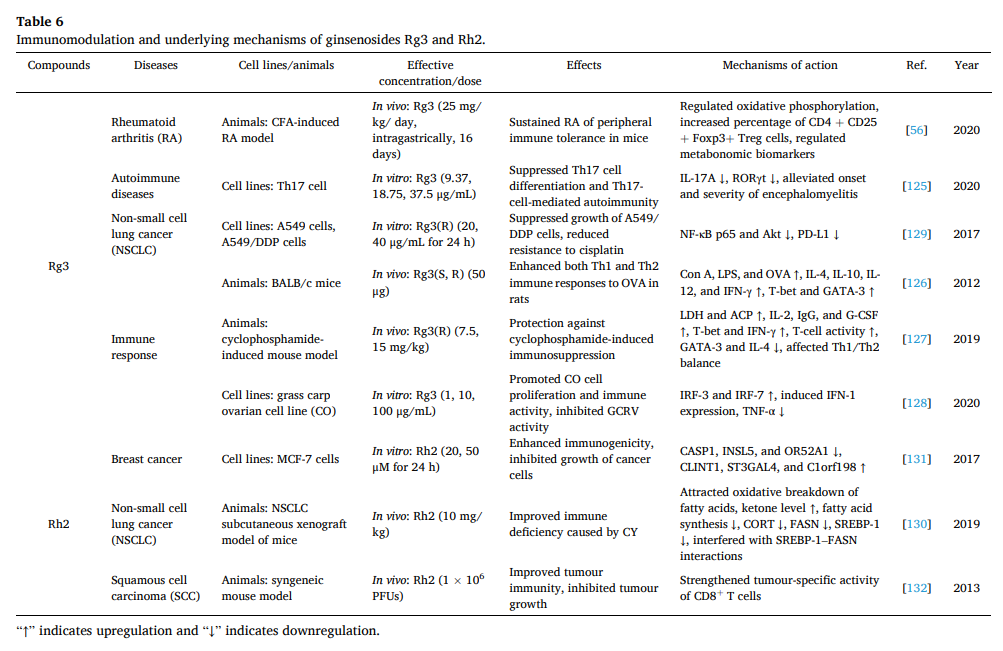 Table 6
Immunomodulation and underlying mechanisms of ginsenosides Rg3 and Rh2.
Compounds
Diseases
Cell lines/animals
Effective
concentration/dose
Effects
Mechanisms of action
Ref.
Year
Rg3
Rheumatoid
arthritis (RA)
Animals: CFA-induced
RA model
In vivo: Rg3 (25 mg/
kg/ day,
intragastrically, 16
days)
Sustained RA of peripheral
immune tolerance in mice
Regulated oxidative phosphorylation,
increased percentage of CD4 + CD25
+ Foxp3+ Treg cells, regulated
metabonomic biomarkers
[56]
2020
Autoimmune
diseases
Cell lines: Th17 cell
In vitro: Rg3 (9.37,
18.75, 37.5 μg/mL)
Suppressed Th17 cell
differentiation and Th17-
cell-mediated autoimmunity
IL-17A ↓, RORγt ↓, alleviated onset
and severity of encephalomyelitis
[125]
2020
Non-small cell
lung cancer
(NSCLC)
Cell lines: A549 cells,
A549/DDP cells
In vitro: Rg3(R) (20,
40 μg/mL for 24 h)
Suppressed growth of A549/
DDP cells, reduced
resistance to cisplatin
NF-κB p65 and Akt ↓, PD-L1 ↓
[129]
2017
Immune
response
Animals: BALB/c mice
In vivo: Rg3(S, R) (50
μg)
Enhanced both Th1 and Th2
immune responses to OVA in
rats
Con A, LPS, and OVA ↑, IL-4, IL-10, IL-
12, and IFN-γ ↑, T-bet and GATA-3 ↑
[126]
2012
Animals:
cyclophosphamide-
induced mouse model
In vivo: Rg3(R) (7.5,
15 mg/kg)
Protection against
cyclophosphamide-induced
immunosuppression
LDH and ACP ↑, IL-2, IgG, and G-CSF
↑, T-bet and IFN-γ ↑, T-cell activity ↑,
GATA-3 and IL-4 ↓, affected Th1/Th2
balance
[127]
2019
Cell lines: grass carp
ovarian cell line (CO)
In vitro: Rg3 (1, 10,
100 μg/mL)
Promoted CO cell
proliferation and immune
activity, inhibited GCRV
activity
IRF-3 and IRF-7 ↑, induced IFN-1
expression, TNF-α ↓
[128]
2020
Rh2
Breast cancer
Cell lines: MCF-7 cells
In vitro: Rh2 (20, 50
μM for 24 h)
Enhanced immunogenicity,
inhibited growth of cancer
cells
CASP1, INSL5, and OR52A1 ↓,
CLINT1, ST3GAL4, and C1orf198 ↑
[131]
2017
Non-small cell
lung cancer
(NSCLC)
Animals: NSCLC
subcutaneous xenograft
model of mice
In vivo: Rh2 (10 mg/
kg)
Improved immune
deficiency caused by CY
Attracted oxidative breakdown of
fatty acids, ketone level ↑, fatty acid
synthesis ↓, CORT ↓, FASN ↓, SREBP-1
↓, interfered with SREBP-1–FASN
interactions
[130]
2019
Squamous cell
carcinoma (SCC)
Animals: syngeneic
mouse model
In vivo: Rh2 (1 × 10⁶
PFUs)
Improved tumour
immunity, inhibited tumour
growth
Strengthened tumour-specific activity
of CD8⁺ T cells
[132]
2013
“↑” indicates upregulation and “↓” indicates downregulation.